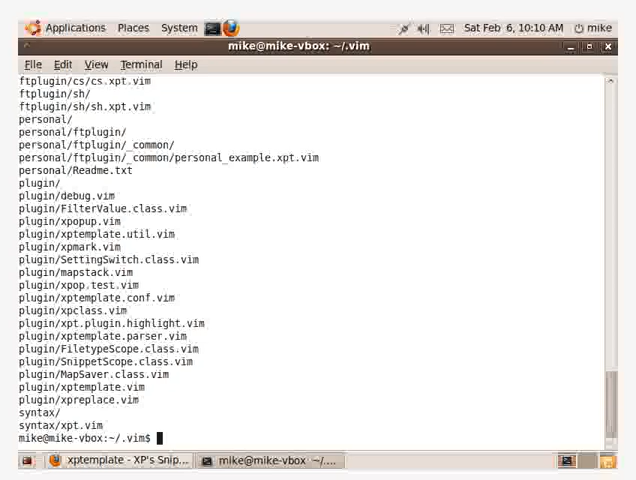 Applications Places System Sat Feb 6, 10:10 AM mike
mike@mike-vbox: ~/.vim
File Edit View Terminal Help
ftplugin/cs/cs.xpt.vim
ftplugin/sh/
ftplugin/sh/sh.xpt.vim
personal/
personal/ftplugin/
personal/ftplugin/_common/
personal/ftplugin/_common/personal_example.xpt.vim
personal/Readme.txt
plugin/
plugin/debug.vim
plugin/FilterValue.class.vim
plugin/xpopup.vim
plugin/xptemplate.util.vim
plugin/xpmark.vim
plugin/SettingSwitch.class.vim
plugin/mapstack.vim
plugin/xpop.test.vim
plugin/xptemplate.conf.vim
plugin/xpclass.vim
plugin/xpt.plugin.highlight.vim
plugin/xptemplate.parser.vim
plugin/FiletypeScope.class.vim
plugin/SnippetScope.class.vim
plugin/MapSaver.class.vim
plugin/xptemplate.vim
plugin/xpreplace.vim
syntax/
syntax/xpt.vim
mike@mike-vbox:~/.vim$
xptemplate - XP's Snip... mike@mike-vbox ~/....